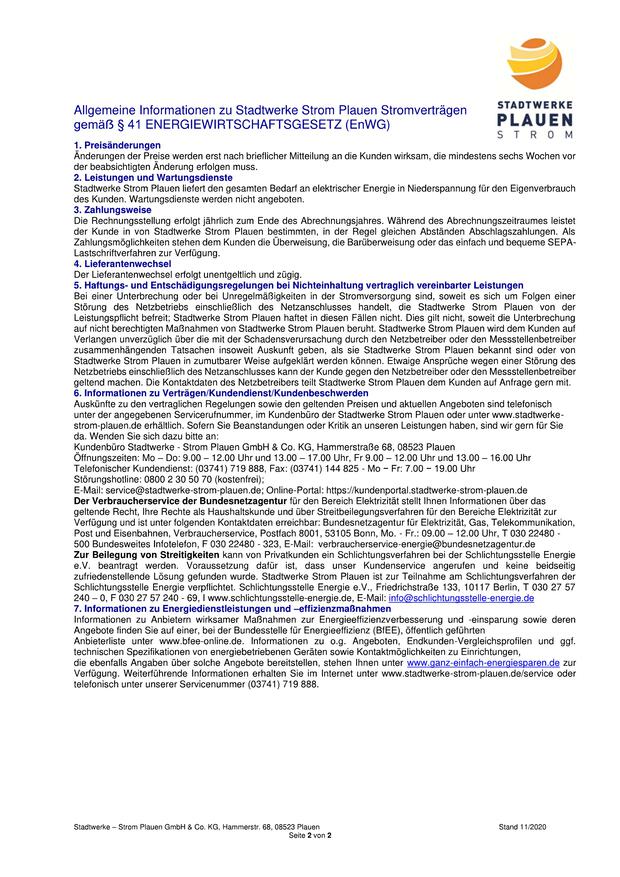 STADTWERKE
PLAUEN
STROM
Allgemeine Informationen zu Stadtwerke Strom Plauen Stromverträgen
gemäß § 41 ENERGIEWIRTSCHAFTSGESETZ (EnWG)
1. Preisänderungen
Änderungen der Preise werden erst nach brieflicher Mitteilung an die Kunden wirksam, die mindestens sechs Wochen vor
der beabsichtigten Änderung erfolgen muss.
2. Leistungen und Wartungsdienste
Stadtwerke Strom Plauen liefert den gesamten Bedarf an elektrischer Energie in Niederspannung für den Eigenverbrauch
des Kunden. Wartungsdienste werden nicht angeboten.
3. Zahlungsweise
Die Rechnungsstellung erfolgt jährlich zum Ende des Abrechnungsjahres. Während des Abrechnungszeitraumes leistet
der Kunde in von Stadtwerke Strom Plauen bestimmten, in der Regel gleichen Abständen Abschlagszahlungen. Als
Zahlungsmöglichkeiten stehen dem Kunden die Überweisung, die Barüberweisung oder das einfach und bequeme SEPA-
Lastschriftverfahren zur Verfügung.
4. Lieferantenwechsel
Der Lieferantenwechsel erfolgt unentgeltlich und zügig.
5. Haftungs- und Entschädigungsregelungen bei Nichteinhaltung vertraglich vereinbarter Leistungen
Bei einer Unterbrechung oder bei Unregelmäßigkeiten in der Stromversorgung sind, soweit es sich um Folgen einer
Störung des Netzbetriebs einschließlich des Netzanschlusses handelt, die Stadtwerke Strom Plauen von der
Leistungspflicht befreit; Stadtwerke Strom Plauen haftet in diesen Fällen nicht. Dies gilt nicht, soweit die Unterbrechung
auf nicht berechtigten Maßnahmen von Stadtwerke Strom Plauen beruht. Stadtwerke Strom Plauen wird dem Kunden auf
Verlangen unverzüglich über die mit der Schadensverursachung durch den Netzbetreiber oder den Messstellenbetreiber
zusammenhängenden Tatsachen insoweit Auskunft geben, als sie Stadtwerke Strom Plauen bekannt sind oder von
Stadtwerke Strom Plauen in zumutbarer Weise aufgeklärt werden können. Etwaige Ansprüche wegen einer Störung des
Netzbetriebs einschließlich des Netzanschlusses kann der Kunde gegen den Netzbetreiber oder den Messstellenbetreiber
geltend machen. Die Kontaktdaten des Netzbetreibers teilt Stadtwerke Strom Plauen dem Kunden auf Anfrage gern mit.
6. Informationen zu Verträgen/Kundendienst/Kundenbeschwerden
Auskünfte zu den vertraglichen Regelungen sowie den geltenden Preisen und aktuellen Angeboten sind telefonisch
unter der angegebenen Servicerufnummer, im Kundenbüro der Stadtwerke Strom Plauen oder unter www.stadtwerke-
strom-plauen.de erhältlich. Sofern Sie Beanstandungen oder Kritik an unseren Leistungen haben, sind wir gern für Sie
da. Wenden Sie sich dazu bitte an:
Kundenbüro Stadtwerke - Strom Plauen GmbH & Co. KG, Hammerstraße 68, 08523 Plauen
Öffnungszeiten: Mo – Do: 9.00 – 12.00 Uhr und 13.00 – 17.00 Uhr, Fr 9.00 – 12.00 Uhr und 13.00 – 16.00 Uhr
Telefonischer Kundendienst: (03741) 719 888, Fax: (03741) 144 825 - Mo – Fr: 7.00 – 19.00 Uhr
Störungshotline: 0800 2 30 50 70 (kostenfrei);
E-Mail: service@stadtwerke-strom-plauen.de; Online-Portal: https://kundenportal.stadtwerke-strom-plauen.de
Der Verbraucherservice der Bundesnetzagentur für den Bereich Elektrizität stellt Ihnen Informationen über das
geltende Recht, Ihre Rechte als Haushaltskunde und über Streitbeilegungsverfahren für den Bereiche Elektrizität zur
Verfügung und ist unter folgenden Kontaktdaten erreichbar: Bundesnetzagentur für Elektrizität, Gas, Telekommunikation,
Post und Eisenbahnen, Verbraucherservice, Postfach 8001, 53105 Bonn, Mo. - Fr.: 09.00 – 12.00 Uhr, T 030 22480 -
500 Bundesweites Infotelefon, F 030 22480 - 323, E-Mail: verbraucherservice-energie@bundesnetzagentur.de
Zur Beilegung von Streitigkeiten kann von Privatkunden ein Schlichtungsverfahren bei der Schlichtungsstelle Energie
e.V. beantragt werden. Voraussetzung dafür ist, dass unser Kundenservice angerufen und keine beidseitig
zufriedenstellende Lösung gefunden wurde. Stadtwerke Strom Plauen ist zur Teilnahme am Schlichtungsverfahren der
Schlichtungsstelle Energie verpflichtet. Schlichtungsstelle Energie e.V., Friedrichstraße 133, 10117 Berlin, T 030 27 57
240 – 0, F 030 27 57 240 - 69, I www.schlichtungsstelle-energie.de, E-Mail: info@schlichtungsstelle-energie.de
7. Informationen zu Energiedienstleistungen und –effizienzmaßnahmen
Informationen zu Anbietern wirksamer Maßnahmen zur Energieeffizienzverbesserung und -einsparung sowie deren
Angebote finden Sie auf einer, bei der Bundesstelle für Energieeffizienz (BfEE), öffentlich geführten
Anbieterliste unter www.bfee-online.de. Informationen zu o.g. Angeboten, Endkunden-Vergleichsprofilen und ggf.
technischen Spezifikationen von energiebetriebenen Geräten sowie Kontaktmöglichkeiten zu Einrichtungen,
die ebenfalls Angaben über solche Angebote bereitstellen, stehen Ihnen unter www.ganz-einfach-energiesparen.de zur
Verfügung. Weiterführende Informationen erhalten Sie im Internet unter www.stadtwerke-strom-plauen.de/service oder
telefonisch unter unserer Servicenummer (03741) 719 888.
Stadtwerke – Strom Plauen GmbH & Co. KG, Hammerstr. 68, 08523 Plauen Stand 11/2020
Seite 2 von 2